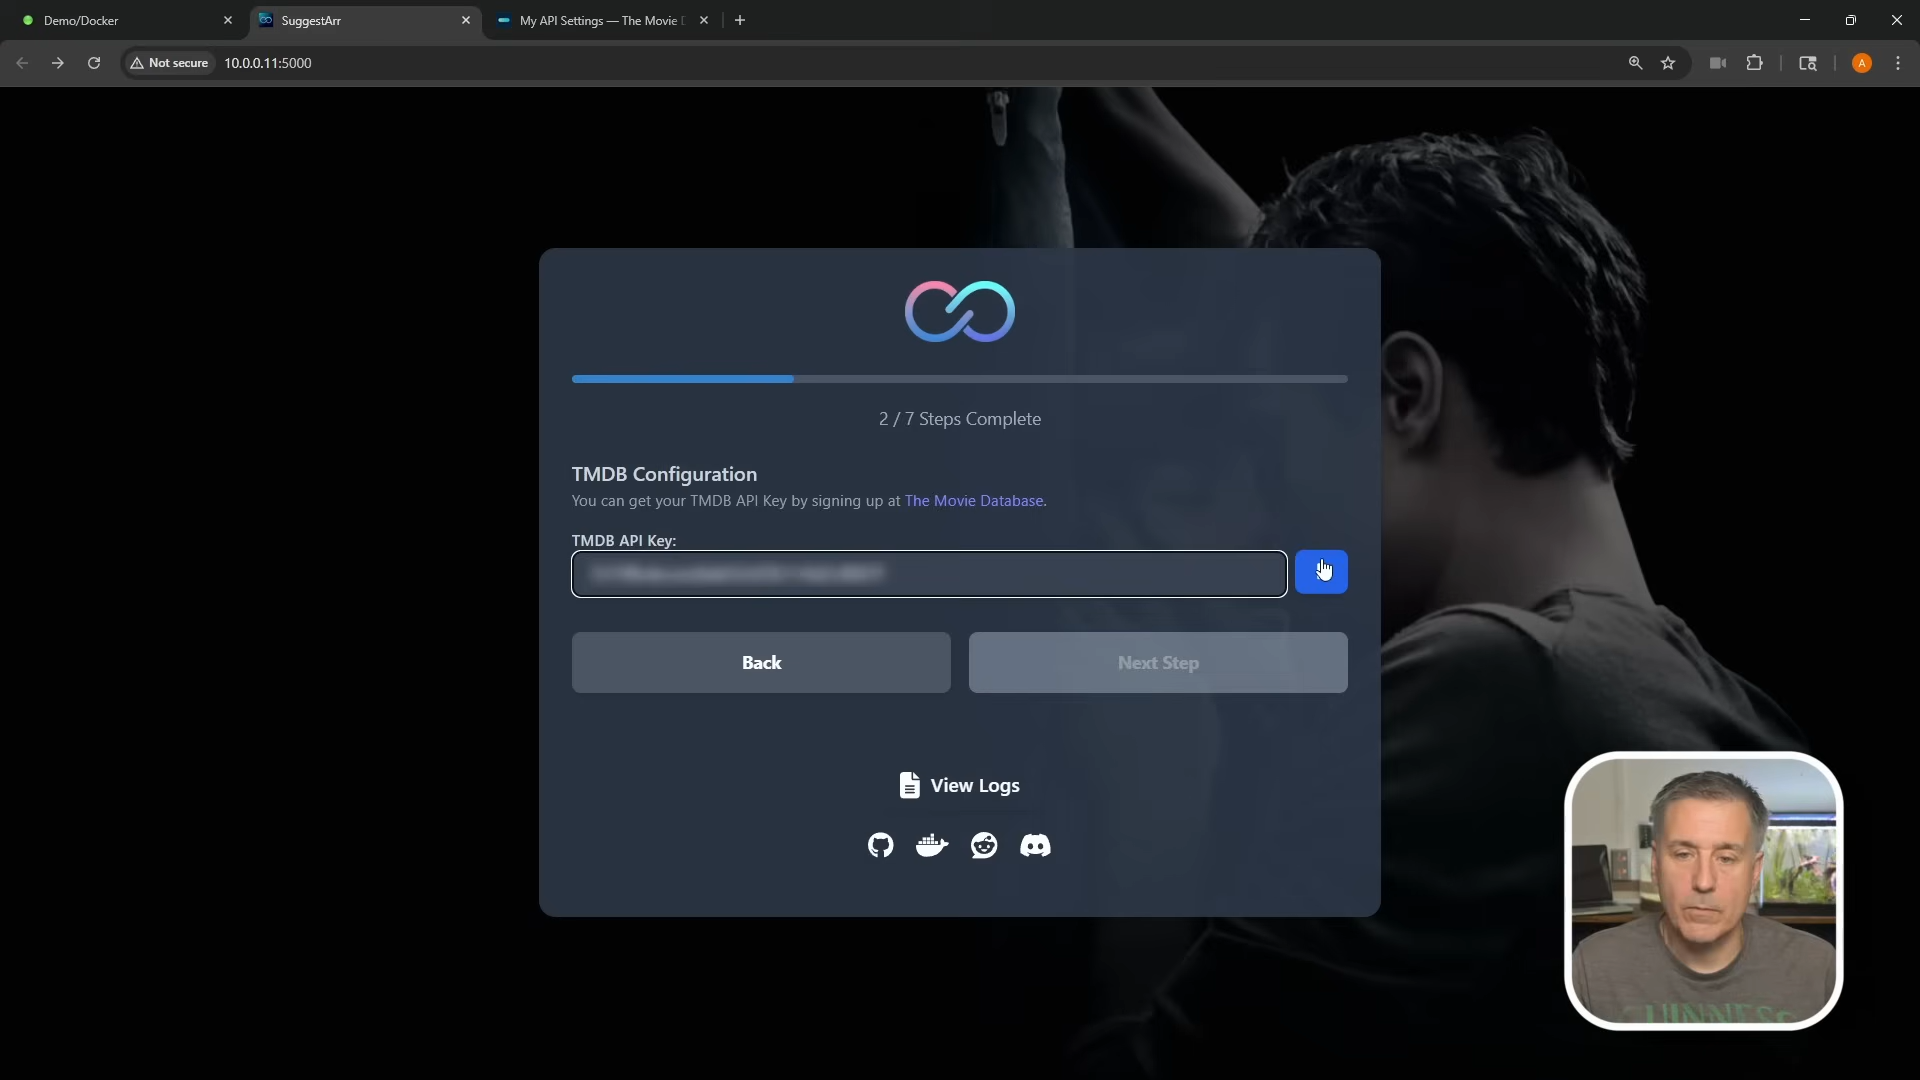 Demo/Docker
SuggestArr
My API Settings — The Movie
Not secure
10.0.0.11:5000
A
2 / 7 Steps Complete
TMDB Configuration
You can get your TMDB API Key by signing up at The Movie Database.
TMDB API Key:
Back
Next Step
View Logs
GUINNESS